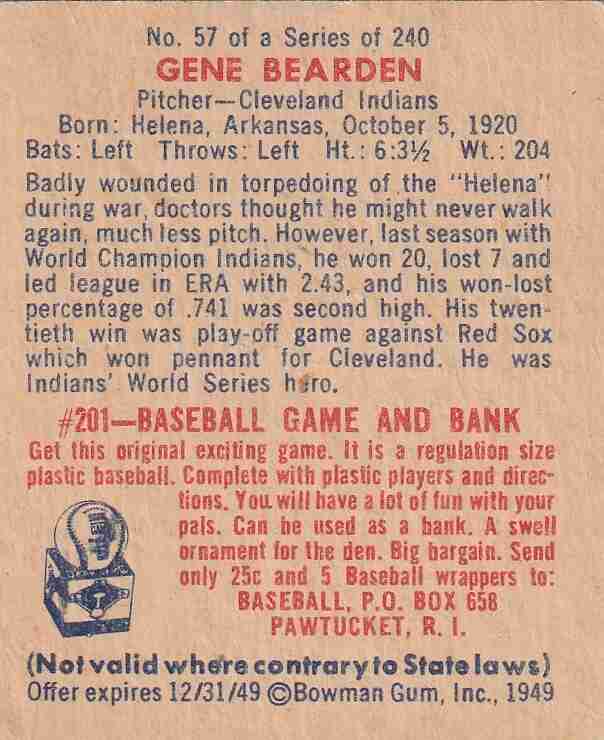 No. 57 of a Series of 240
GENE BEARDEN
Pitcher—Cleveland Indians
Born: Helena, Arkansas, October 5, 1920
Bats: Left Throws: Left Ht.: 6:3½ Wt.: 204
Badly wounded in torpedoing of the "Helena"
during war, doctors thought he might never walk
again, much less pitch. However, last season with
World Champion Indians, he won 20, lost 7 and
led league in ERA with 2.43, and his won-lost
percentage of .741 was second high. His twen-
tieth win was play-off game against Red Sox
which won pennant for Cleveland. He was
Indians' World Series hero.
#201—BASEBALL GAME AND BANK
Get this original exciting game. It is a regulation size
plastic baseball. Complete with plastic players and direc-
tions. You will have a lot of fun with your
pals. Can be used as a bank. A swell
ornament for the den. Big bargain. Send
only 25c and 5 Baseball wrappers to:
BASEBALL, P.O. BOX 658
PAWTUCKET, R. I.
(Not valid where contrary to State laws)
Offer expires 12/31/49 ©Bowman Gum, Inc., 1949